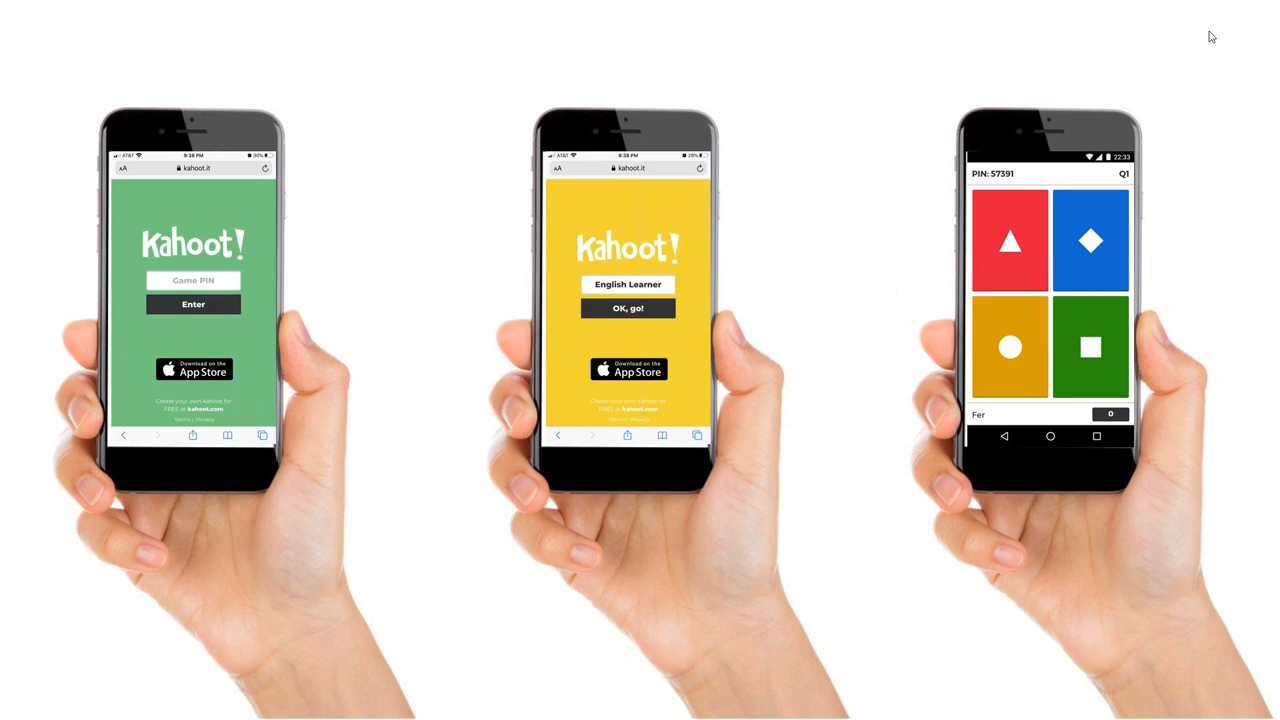 AT&T 9:38 PM 30%
AA kahoot.it
Kahoot!
Game PIN
Enter
Download on the
App Store
Create your own kahoot for
FREE at kahoot.com
Terms | Privacy
AT&T 9:38 PM 29%
AA kahoot.it
Kahoot!
English Learner
OK, go!
Download on the
App Store
Create your own kahoot for
FREE at kahoot.com
Terms | Privacy
22:33
PIN: 57391 Q1
Fer 0